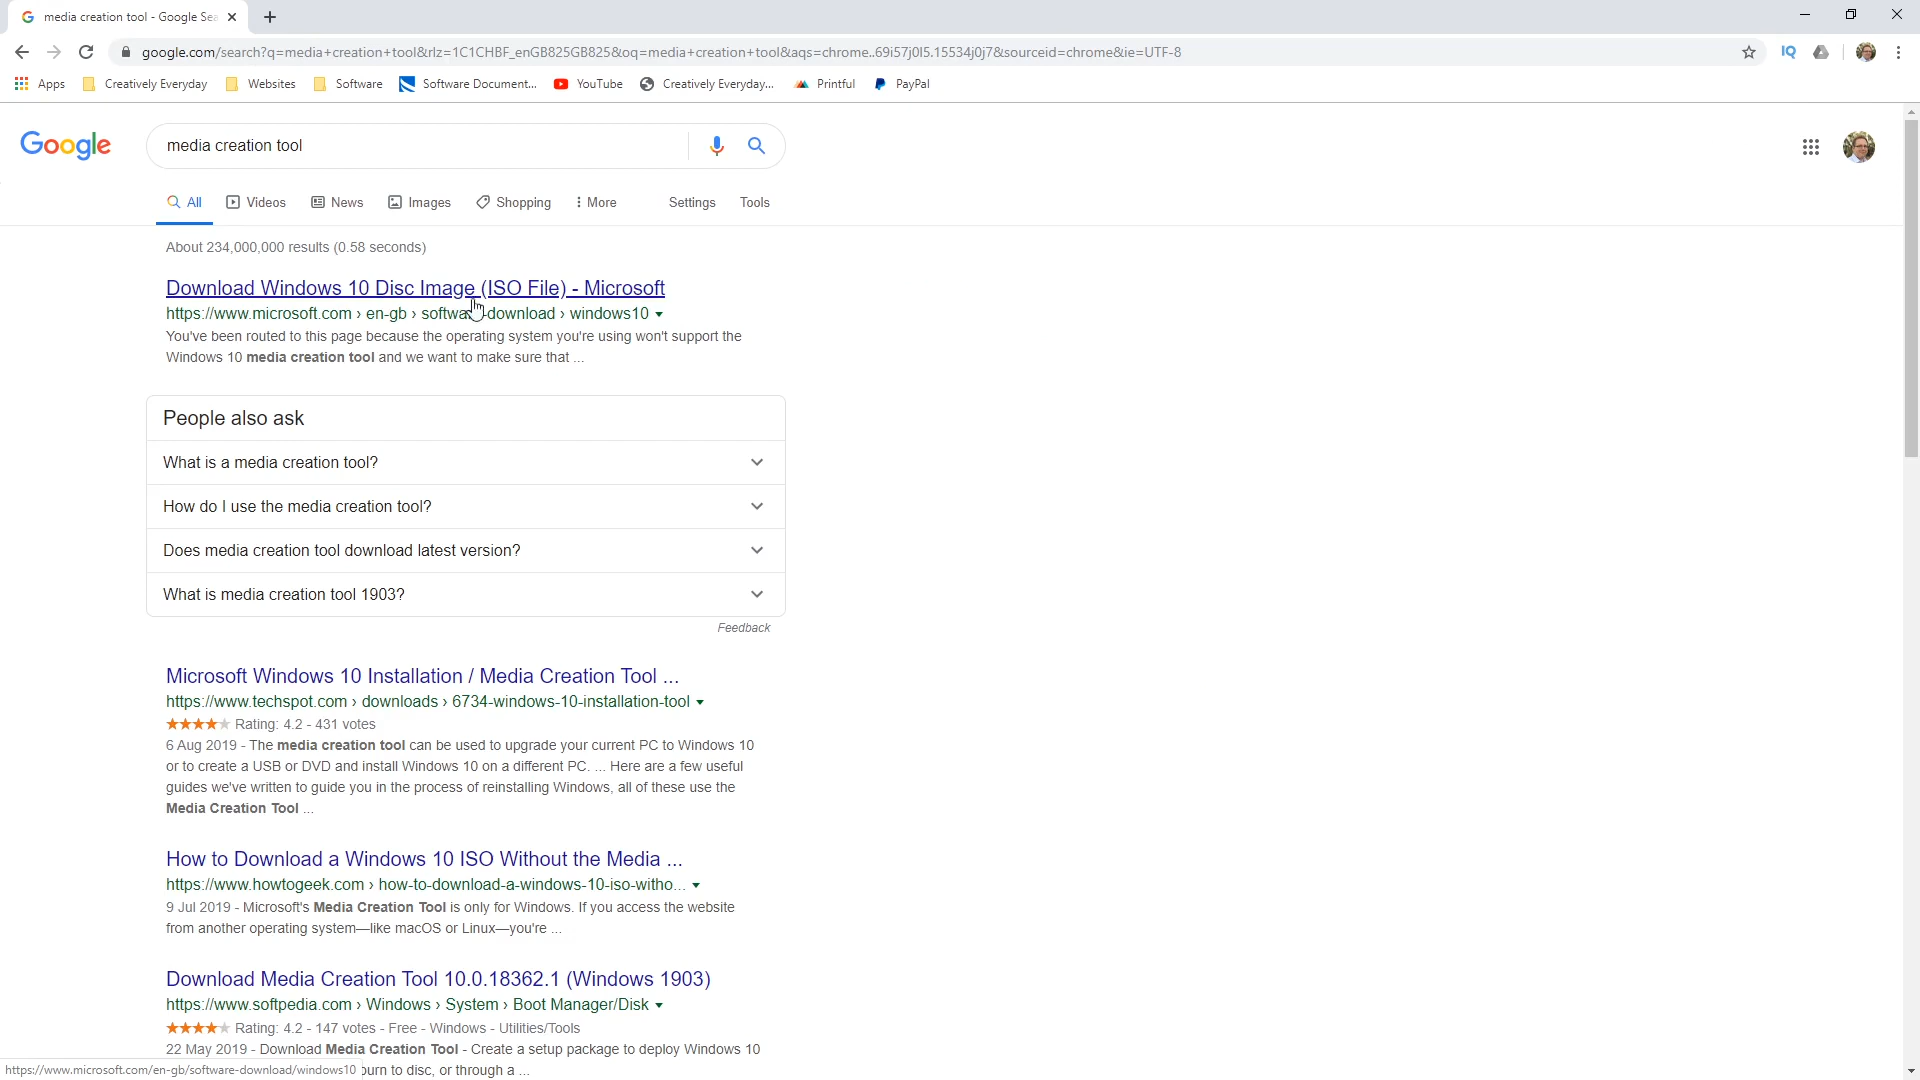 media creation tool - Google Sea
google.com/search?q=media+creation+tool&rlz=1C1CHBF_enGB825GB825&oq=media+creation+tool&aqs=chrome..69i57j0l5.15534j0j7&sourceid=chrome&ie=UTF-8
IQ
Apps Creatively Everyday Websites Software Software Document... YouTube Creatively Everyday... Printful PayPal
Google
media creation tool
All Videos News Images Shopping More Settings Tools
About 234,000,000 results (0.58 seconds)
Download Windows 10 Disc Image (ISO File) - Microsoft
https://www.microsoft.com › en-gb › software-download › windows10
You've been routed to this page because the operating system you're using won't support the
Windows 10 media creation tool and we want to make sure that ...
People also ask
What is a media creation tool?
How do I use the media creation tool?
Does media creation tool download latest version?
What is media creation tool 1903?
Feedback
Microsoft Windows 10 Installation / Media Creation Tool ...
https://www.techspot.com › downloads › 6734-windows-10-installation-tool
Rating: 4.2 - 431 votes
6 Aug 2019 - The media creation tool can be used to upgrade your current PC to Windows 10
or to create a USB or DVD and install Windows 10 on a different PC. ... Here are a few useful
guides we've written to guide you in the process of reinstalling Windows, all of these use the
Media Creation Tool ...
How to Download a Windows 10 ISO Without the Media ...
https://www.howtogeek.com › how-to-download-a-windows-10-iso-witho...
9 Jul 2019 - Microsoft's Media Creation Tool is only for Windows. If you access the website
from another operating system—like macOS or Linux—you're ...
Download Media Creation Tool 10.0.18362.1 (Windows 1903)
https://www.softpedia.com › Windows › System › Boot Manager/Disk
Rating: 4.2 - 147 votes - Free - Windows - Utilities/Tools
22 May 2019 - Download Media Creation Tool - Create a setup package to deploy Windows 10
https://www.microsoft.com/en-gb/software-download/windows10 burn to disc, or through a ...